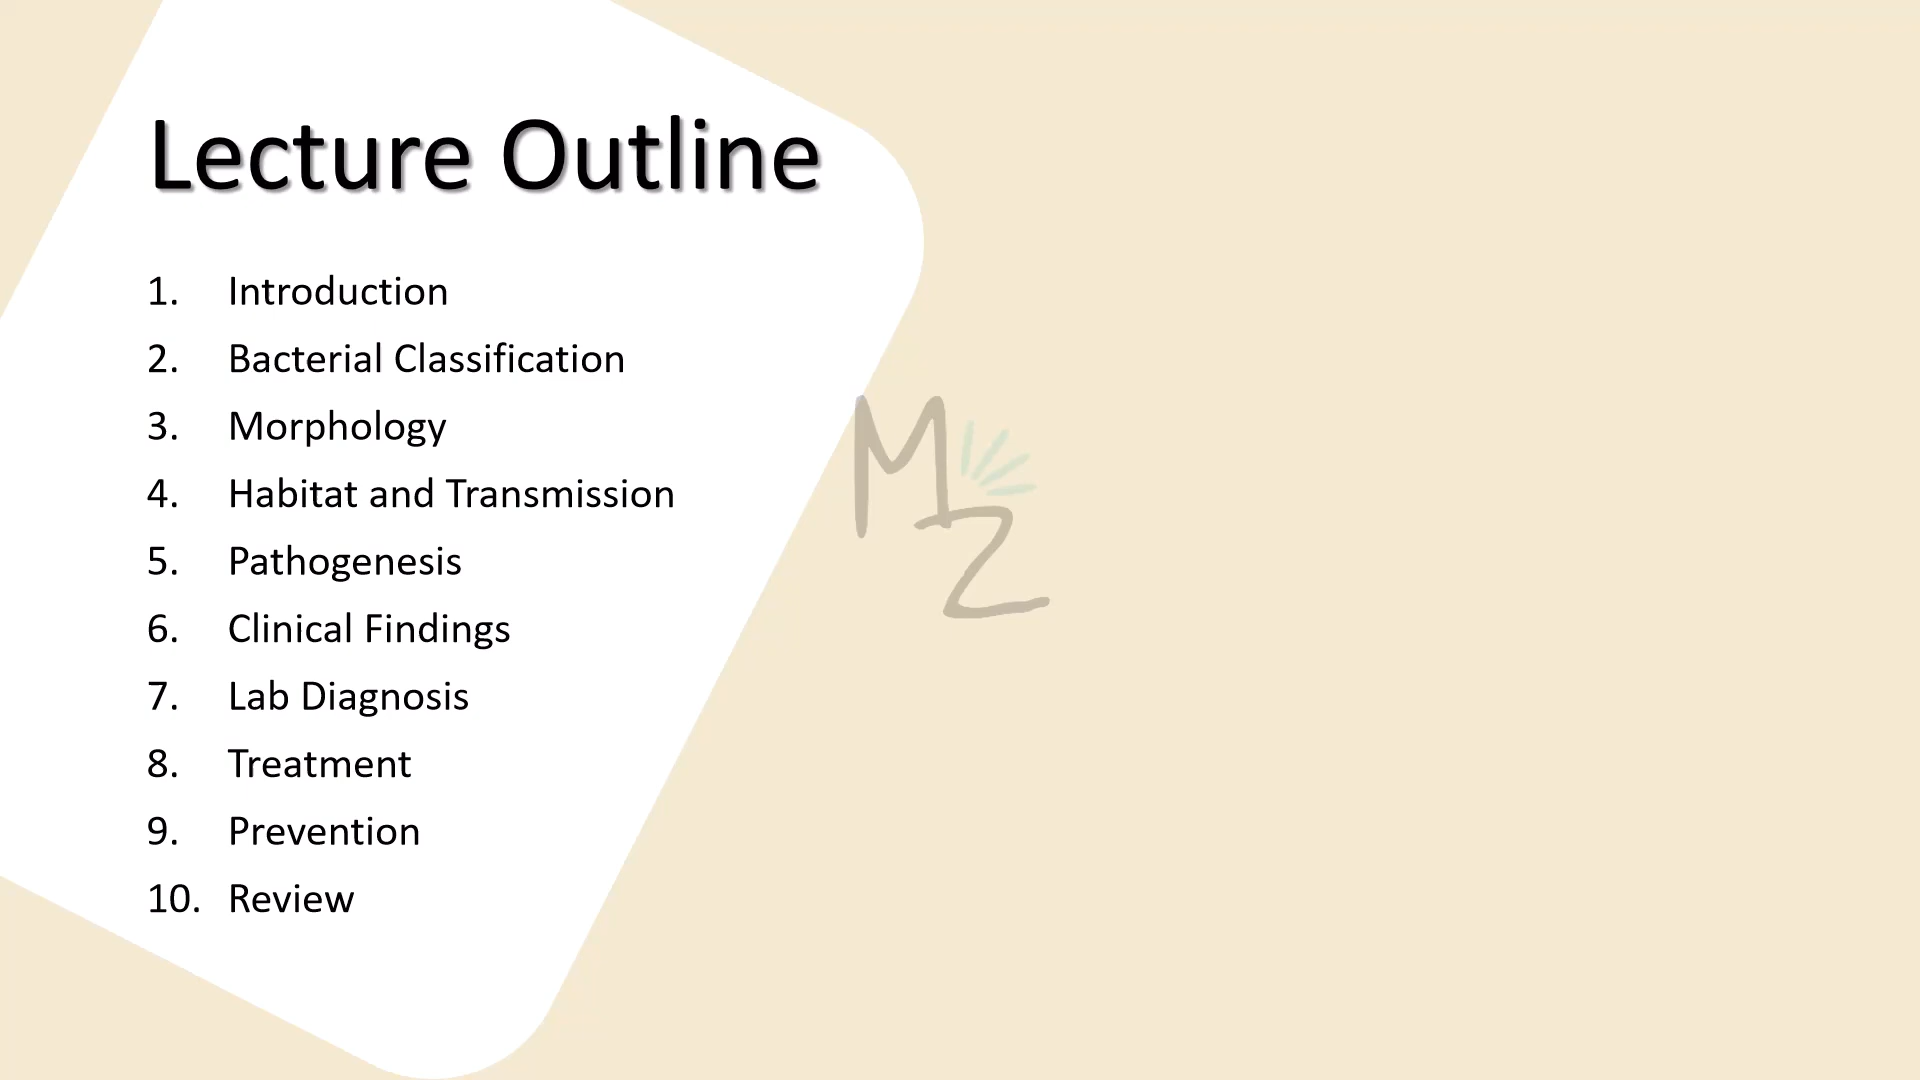 Lecture Outline
1. Introduction
2. Bacterial Classification
3. Morphology
4. Habitat and Transmission
5. Pathogenesis
6. Clinical Findings
7. Lab Diagnosis
8. Treatment
9. Prevention
10. Review
MZ